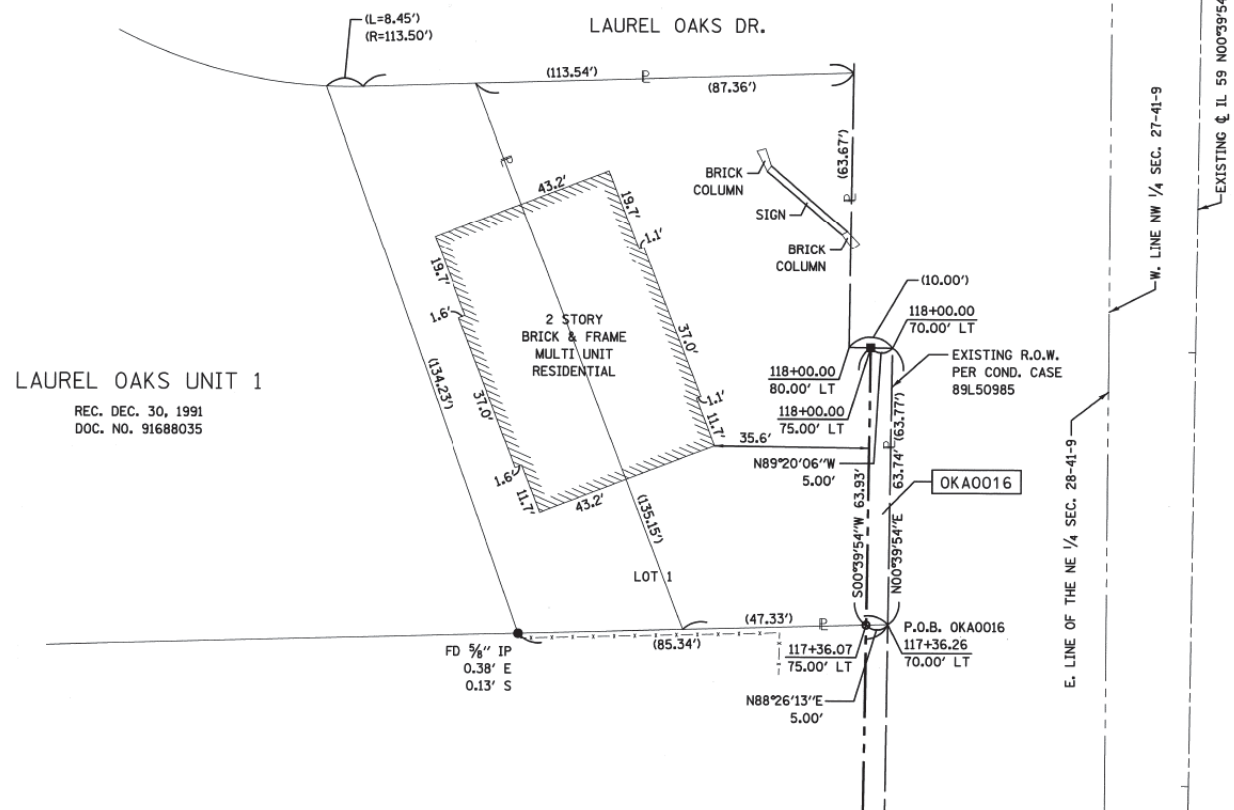 (L=8.45')
(R=113.50')
LAUREL OAKS DR.
(113.54')
(87.36')
EXISTING ℄ IL 59 N00°39'54
W. LINE NW 1/4 SEC. 27-41-9
(63.67')
BRICK
COLUMN
SIGN
BRICK
COLUMN
43.2'
19.7'
1.1'
19.7'
1.6'
2 STORY
BRICK & FRAME
MULTI UNIT
RESIDENTIAL
37.0'
37.0'
1.1'
11.7'
1.6'
11.7'
43.2'
(134.23')
(135.15')
LAUREL OAKS UNIT 1
REC. DEC. 30, 1991
DOC. NO. 91688035
(10.00')
118+00.00
70.00' LT
EXISTING R.O.W.
PER COND. CASE
89L50985
118+00.00
80.00' LT
118+00.00
75.00' LT
35.6'
N89°20'06"W
5.00'
S00°39'54"W 63.93'
N00°39'54"E 63.74' (63.77')
OKA0016
E. LINE OF THE NE 1/4 SEC. 28-41-9
LOT 1
(47.33')
(85.34')
P.O.B. OKA0016
117+36.26
70.00' LT
117+36.07
75.00' LT
N88°26'13"E
5.00'
FD 5/8" IP
0.38' E
0.13' S